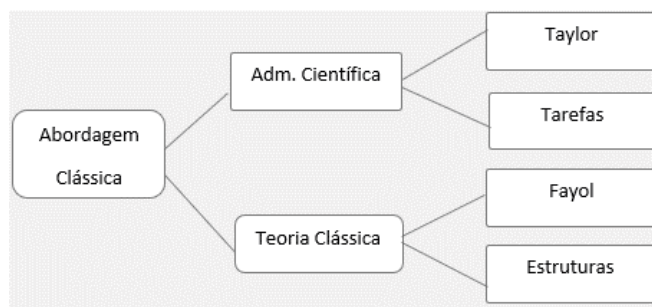 Abordagem
Clássica
Adm. Científica
Taylor
Tarefas
Teoria Clássica
Fayol
Estruturas